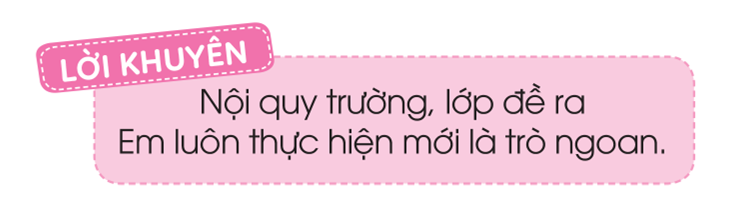 LỜI KHUYÊN
Nội quy trường, lớp đề ra
Em luôn thực hiện mới là trò ngoan.